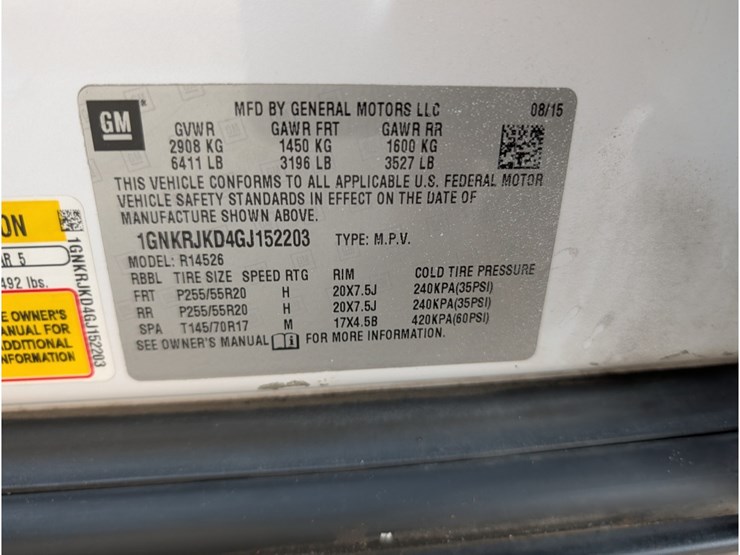 GM
MFD BY GENERAL MOTORS LLC 08/15
GVWR GAWR FRT GAWR RR
2908 KG 1450 KG 1600 KG
6411 LB 3196 LB 3527 LB
THIS VEHICLE CONFORMS TO ALL APPLICABLE U.S. FEDERAL MOTOR
VEHICLE SAFETY STANDARDS IN EFFECT ON THE DATE OF
MANUFACTURE SHOWN ABOVE.
1GNKRJKD4GJ152203 TYPE: M.P.V.
MODEL: R14526
RBBL TIRE SIZE SPEED RTG RIM COLD TIRE PRESSURE
FRT P255/55R20 H 20X7.5J 240KPA(35PSI)
RR P255/55R20 H 20X7.5J 240KPA(35PSI)
SPA T145/70R17 M 17X4.5B 420KPA(60PSI)
SEE OWNER'S MANUAL i FOR MORE INFORMATION.
ON
AR 5
492 lbs.
E OWNER'S
ANUAL FOR
DDITIONAL
NFORMATION
1GNKRJKD4GJ152203